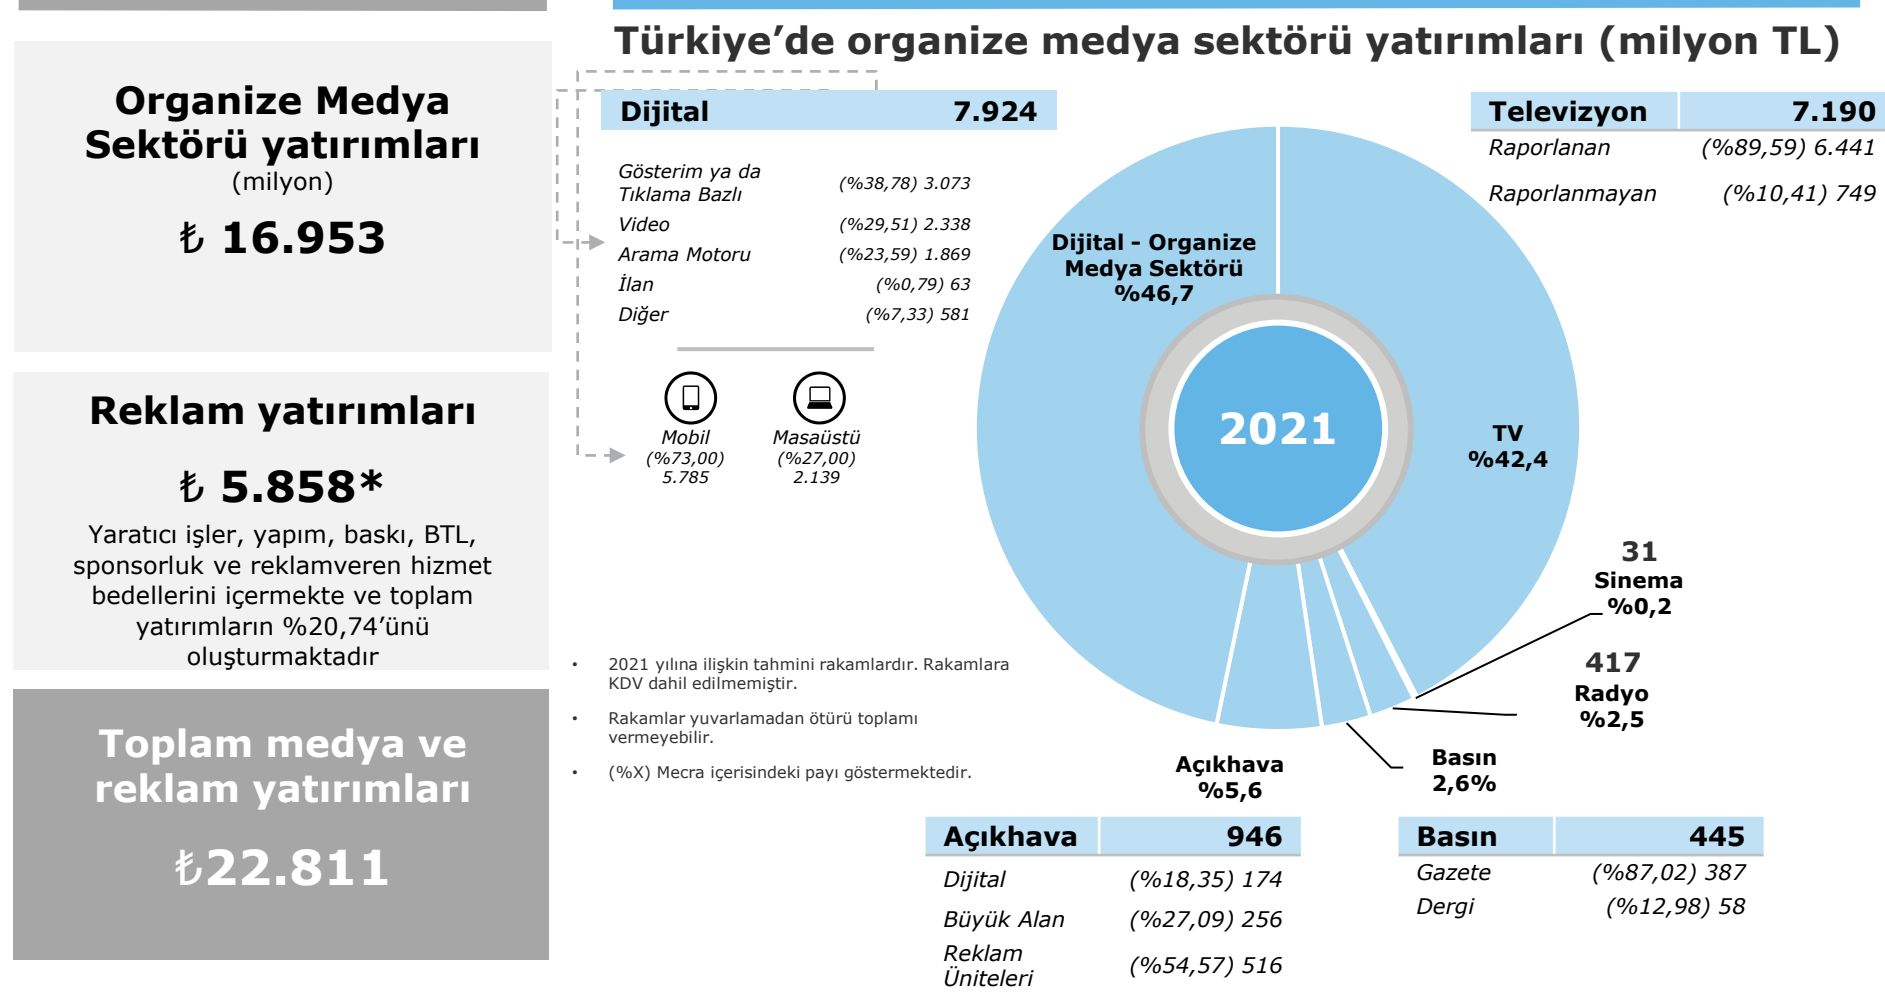 Türkiye’de organize medya sektörü yatırımları (milyon TL)
Organize Medya
Sektörü yatırımları
(milyon)
₺ 16.953
Reklam yatırımları
₺ 5.858*
Yaratıcı işler, yapım, baskı, BTL,
sponsorluk ve reklamveren hizmet
bedellerini içermekte ve toplam
yatırımların %20,74’ünü
oluşturmaktadır
Toplam medya ve
reklam yatırımları
₺22.811
Dijital 7.924
Gösterim ya da
Tıklama Bazlı (%38,78) 3.073
Video (%29,51) 2.338
Arama Motoru (%23,59) 1.869
İlan (%0,79) 63
Diğer (%7,33) 581
Mobil
(%73,00)
5.785
Masaüstü
(%27,00)
2.139
• 2021 yılına ilişkin tahmini rakamlardır. Rakamlara
KDV dahil edilmemiştir.
• Rakamlar yuvarlamadan ötürü toplamı
vermeyebilir.
• (%X) Mecra içerisindeki payı göstermektedir.
Dijital - Organize
Medya Sektörü
%46,7
2021
TV
%42,4
Televizyon 7.190
Raporlanan (%89,59) 6.441
Raporlanmayan (%10,41) 749
31
Sinema
%0,2
417
Radyo
%2,5
Basın
2,6%
Açıkhava
%5,6
Açıkhava 946
Dijital (%18,35) 174
Büyük Alan (%27,09) 256
Reklam
Üniteleri (%54,57) 516
Basın 445
Gazete (%87,02) 387
Dergi (%12,98) 58